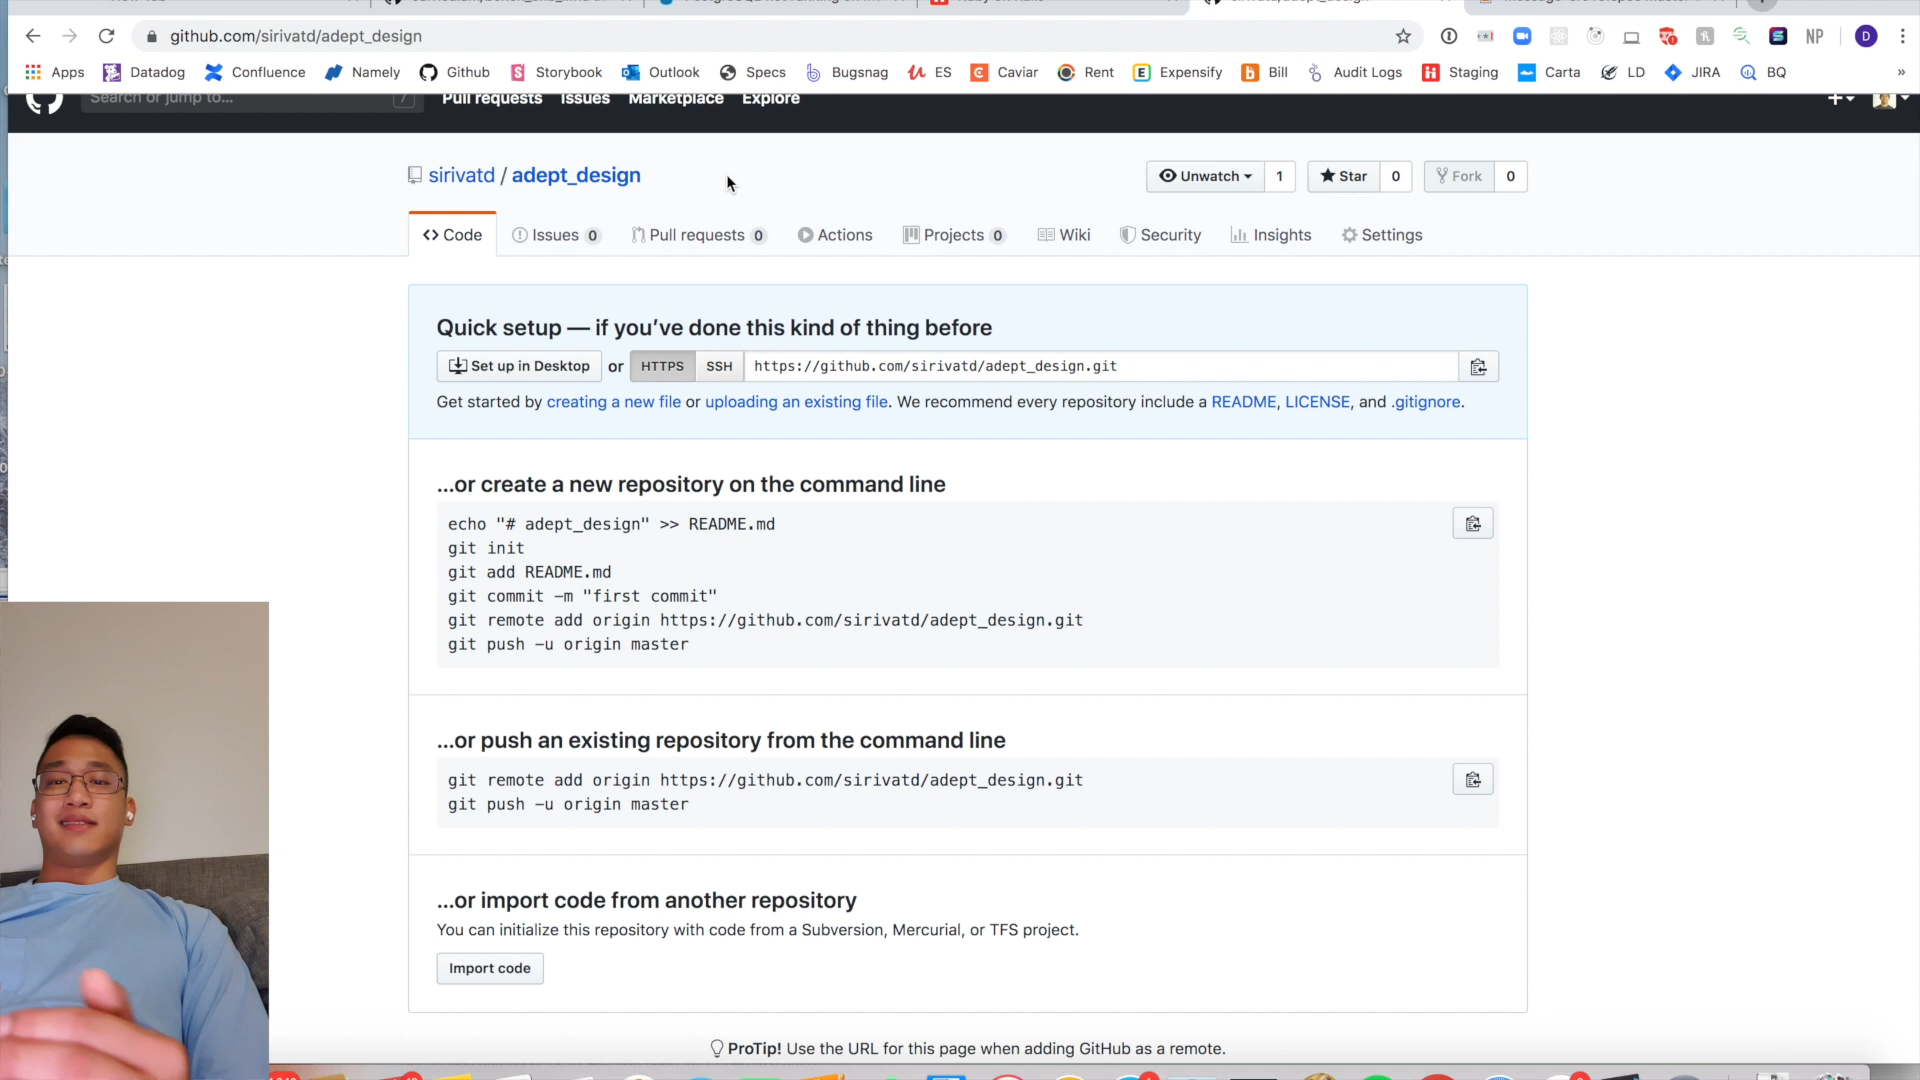 github.com/sirivatd/adept_design
NP
D
Apps Datadog Confluence Namely Github Storybook Outlook Specs Bugsnag ES Caviar Rent Expensify Bill Audit Logs Staging Carta LD JIRA BQ »
Search or jump to... / Pull requests Issues Marketplace Explore
sirivatd / adept_design
Unwatch 1 Star 0 Fork 0
Code Issues 0 Pull requests 0 Actions Projects 0 Wiki Security Insights Settings
Quick setup — if you’ve done this kind of thing before
Set up in Desktop or HTTPS SSH https://github.com/sirivatd/adept_design.git
Get started by creating a new file or uploading an existing file. We recommend every repository include a README, LICENSE, and .gitignore.
...or create a new repository on the command line
echo "# adept_design" >> README.md
git init
git add README.md
git commit -m "first commit"
git remote add origin https://github.com/sirivatd/adept_design.git
git push -u origin master
...or push an existing repository from the command line
git remote add origin https://github.com/sirivatd/adept_design.git
git push -u origin master
...or import code from another repository
You can initialize this repository with code from a Subversion, Mercurial, or TFS project.
Import code
ProTip! Use the URL for this page when adding GitHub as a remote.